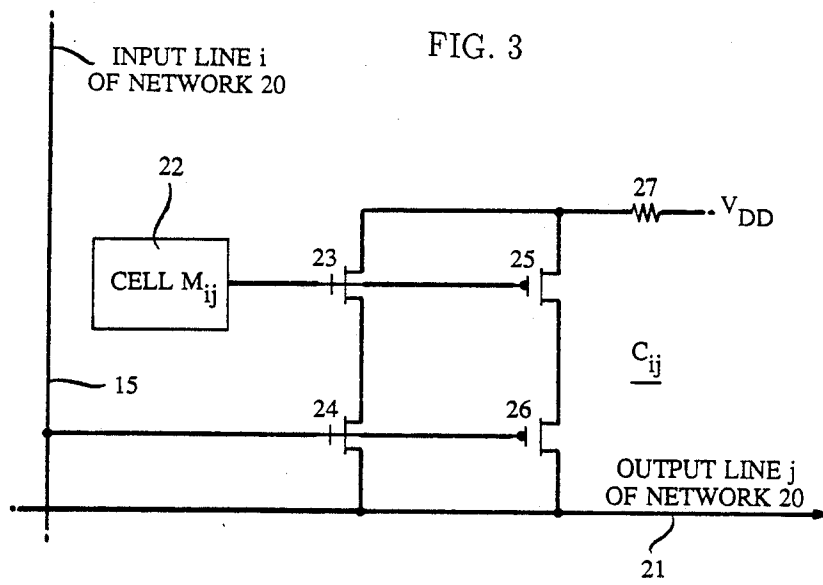 FIG. 3
INPUT LINE i
OF NETWORK 20
22
CELL M_ij
23
25
27
V_DD
C_ij
15
24
26
OUTPUT LINE j
OF NETWORK 20
21